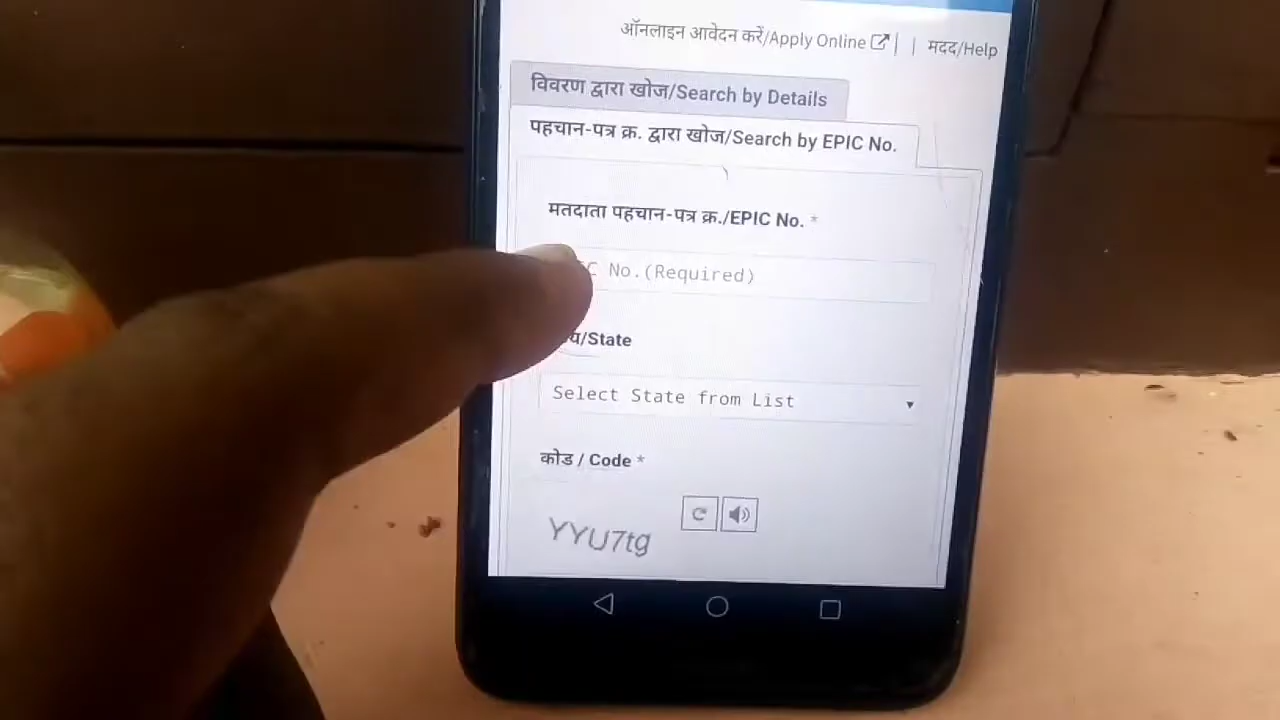 ऑनलाइन आवेदन करें/Apply Online | | मदद/Help
विवरण द्वारा खोज/Search by Details
पहचान-पत्र क्र. द्वारा खोज/Search by EPIC No.
मतदाता पहचान-पत्र क्र./EPIC No. *
No.(Required)
/State
Select State from List
कोड / Code *
YYU7tg